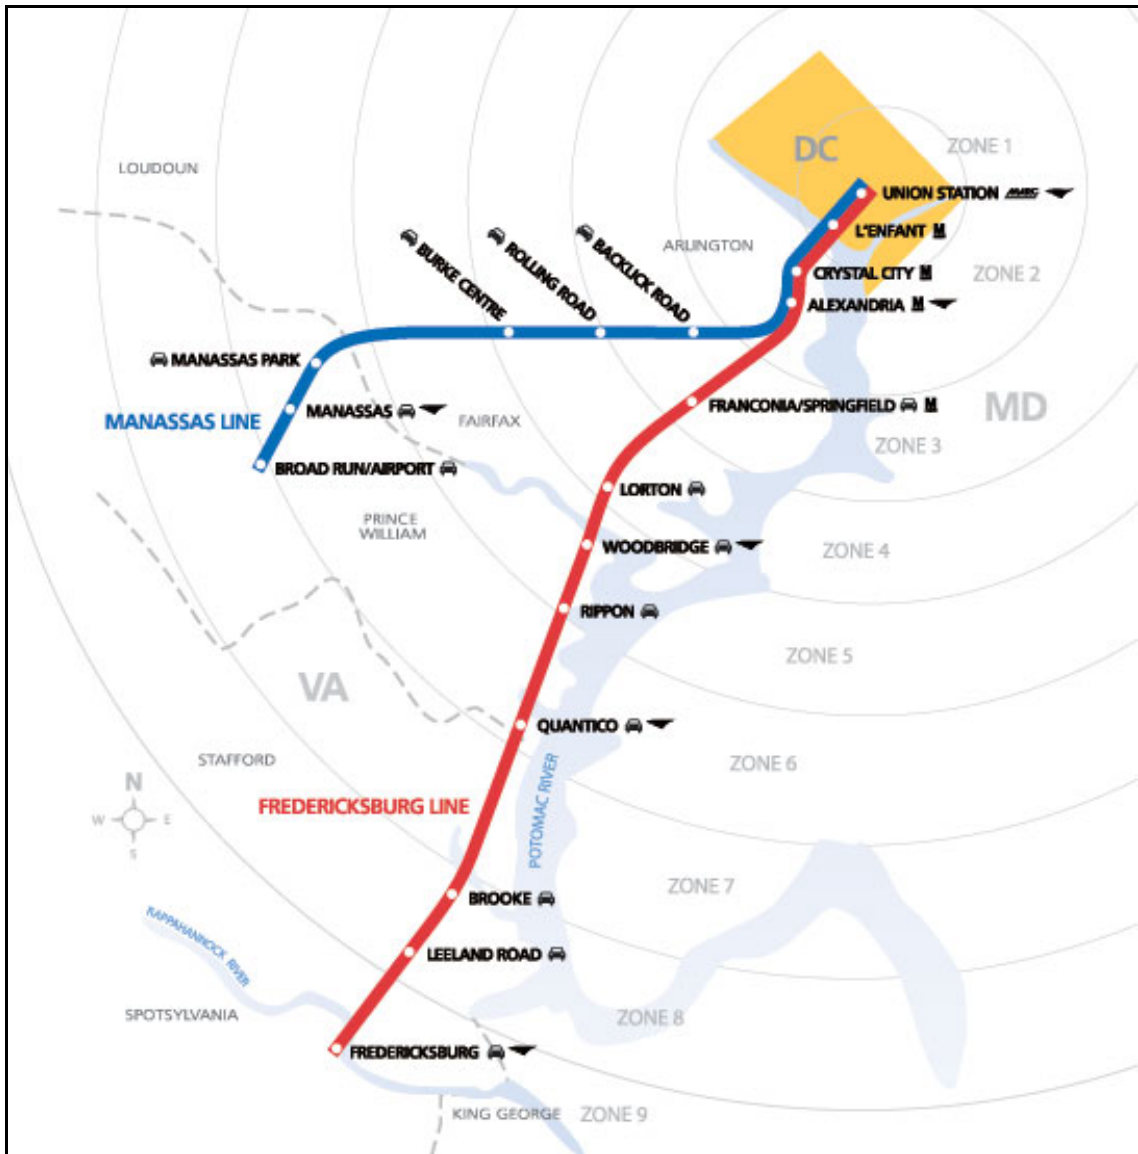 LOUDOUN
DC
ZONE 1
UNION STATION MARC
L'ENFANT M
ARLINGTON
BURKE CENTRE
ROLLING ROAD
BACKLICK ROAD
CRYSTAL CITY M
ZONE 2
ALEXANDRIA M
MANASSAS PARK
MANASSAS LINE
MANASSAS
FAIRFAX
FRANCONIA/SPRINGFIELD M
MD
ZONE 3
BROAD RUN/AIRPORT
LORTON
PRINCE
WILLIAM
WOODBRIDGE
ZONE 4
RIPPON
ZONE 5
VA
QUANTICO
STAFFORD
ZONE 6
N
W E
S
FREDERICKSBURG LINE
POTOMAC RIVER
ZONE 7
BROOKE
RAPPAHANNOCK RIVER
LEELAND ROAD
SPOTSYLVANIA
ZONE 8
FREDERICKSBURG
KING GEORGE
ZONE 9